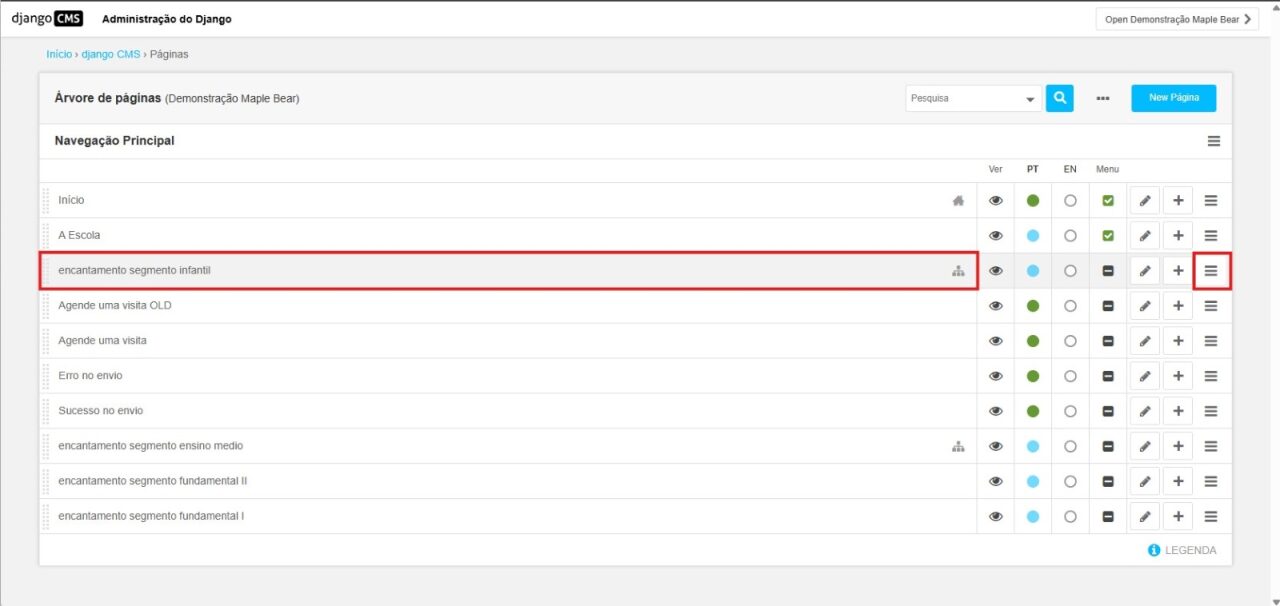 django CMS Administração do Django Open Demonstração Maple Bear
Início › django CMS › Páginas
Árvore de páginas (Demonstração Maple Bear) Pesquisa New Página
Navegação Principal
Ver PT EN Menu
Início
A Escola
encantamento segmento infantil
Agende uma visita OLD
Agende uma visita
Erro no envio
Sucesso no envio
encantamento segmento ensino medio
encantamento segmento fundamental II
encantamento segmento fundamental I
LEGENDA